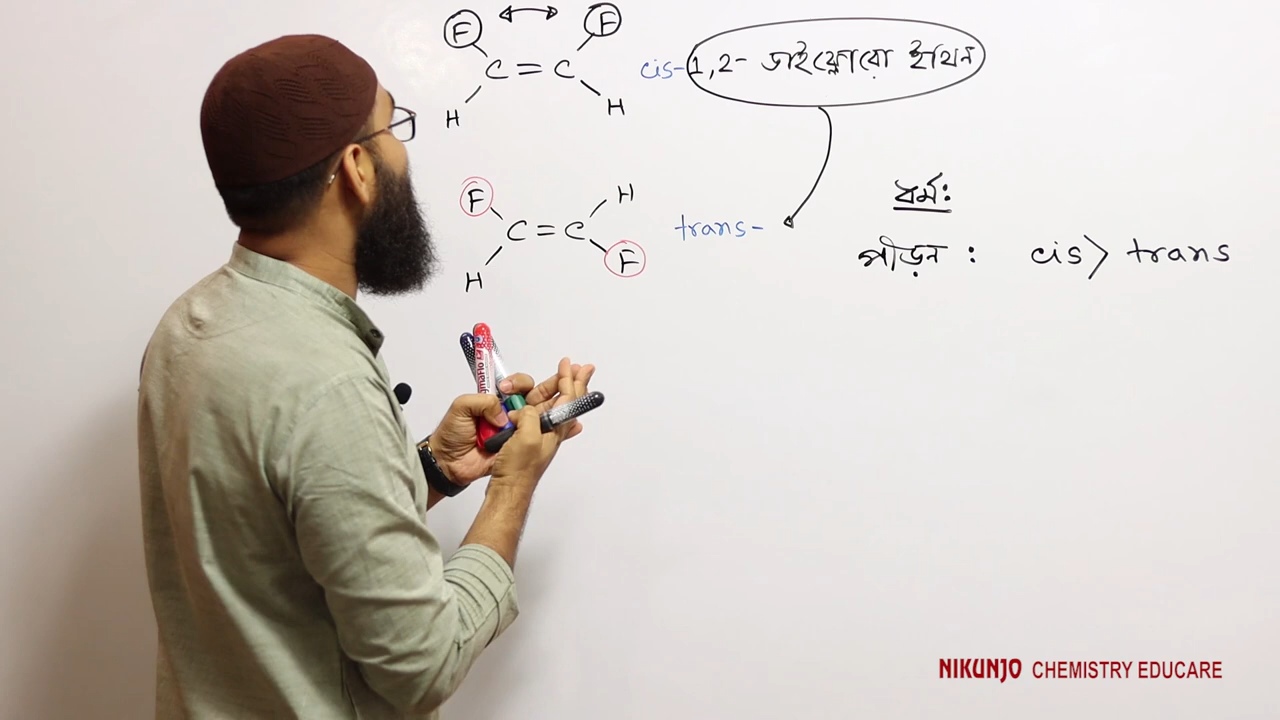 F F
C = C
H H
cis-1,2- ডাইফ্লোরো ইথিন
F H
C = C
H F
trans-
ধর্ম:
পীড়ন : cis > trans
NIKUNJO CHEMISTRY EDUCARE